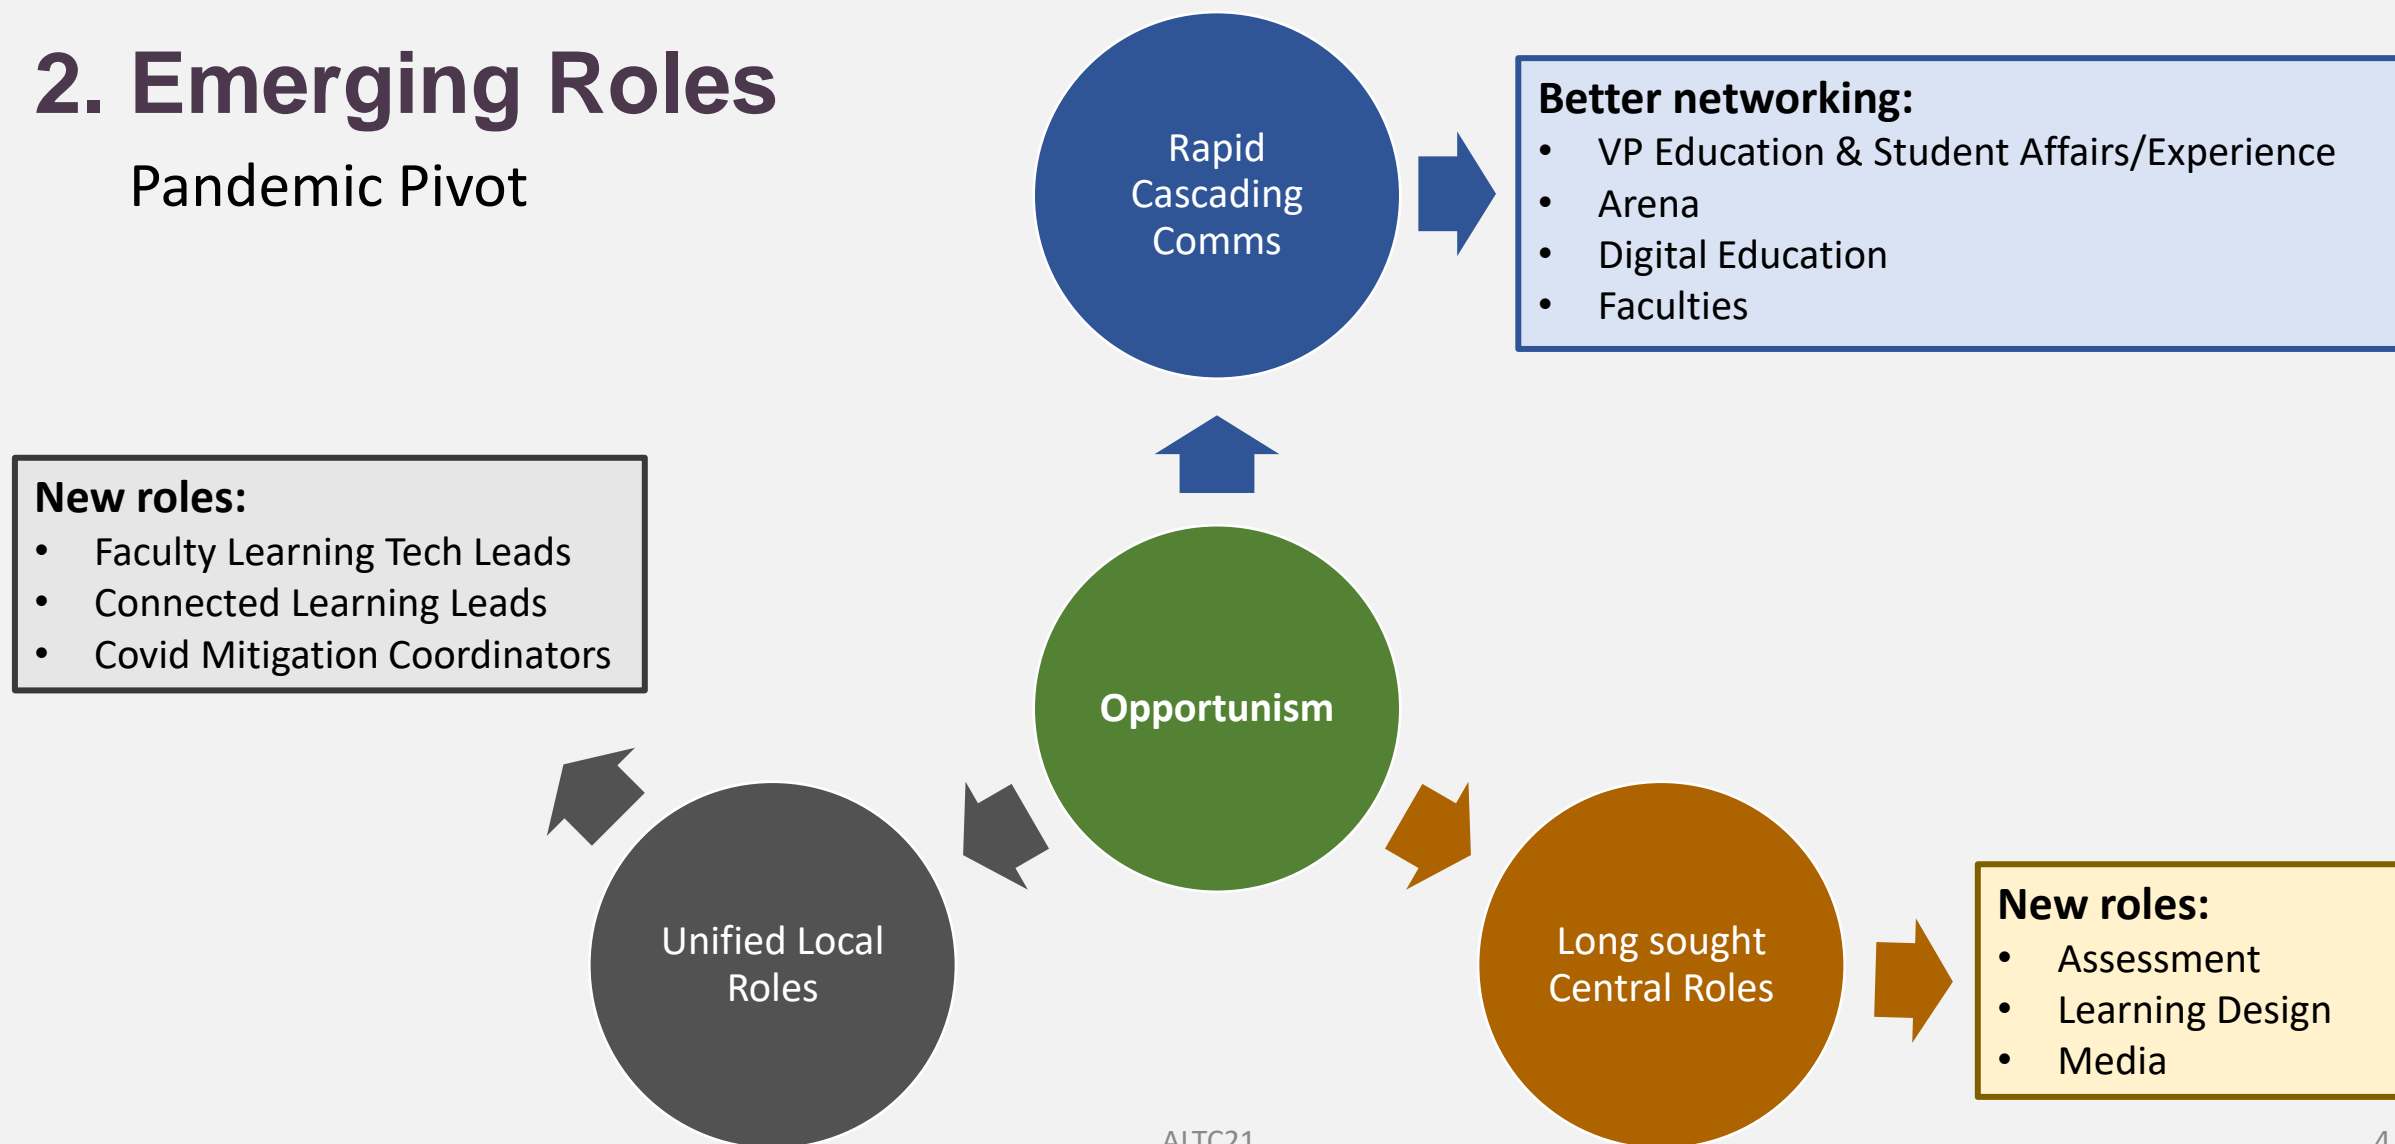 2. Emerging Roles
Pandemic Pivot
Rapid
Cascading
Comms
Better networking:
• VP Education & Student Affairs/Experience
• Arena
• Digital Education
• Faculties
New roles:
• Faculty Learning Tech Leads
• Connected Learning Leads
• Covid Mitigation Coordinators
Opportunism
Unified Local
Roles
Long sought
Central Roles
New roles:
• Assessment
• Learning Design
• Media
ALTC21
4